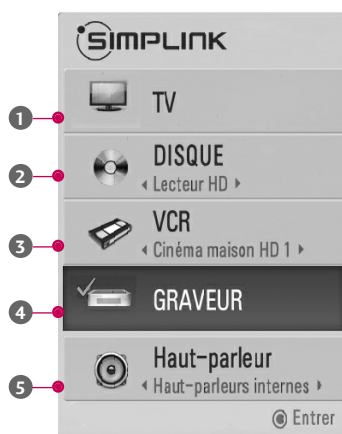 SIMPLINK
1 TV
2 DISQUE
◂ Lecteur HD ▸
3 VCR
◂ Cinéma maison HD 1 ▸
4 GRAVEUR
5 Haut-parleur
◂ Haut-parleurs internes ▸
◉ Entrer